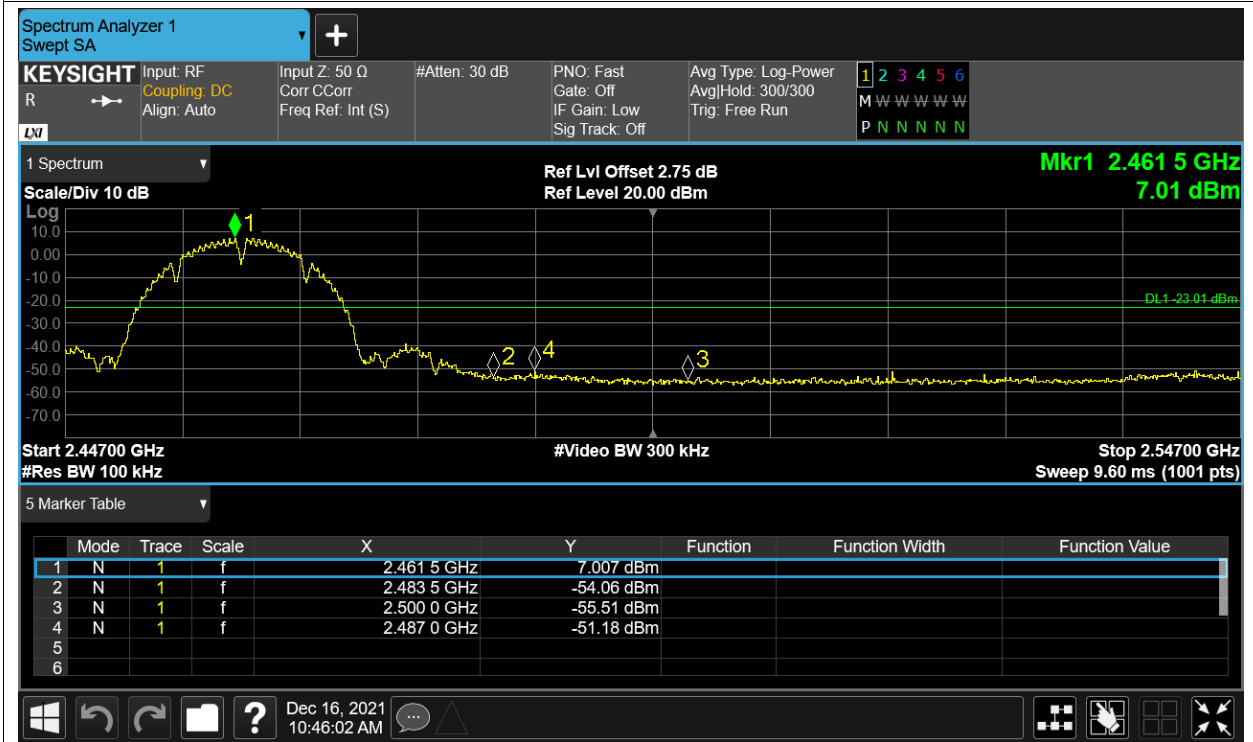 Spectrum Analyzer 1
Swept SA
+
KEYSIGHT Input: RF Input Z: 50 Ω #Atten: 30 dB PNO: Fast Avg Type: Log-Power 1 2 3 4 5 6
R Coupling: DC Corr CCorr Gate: Off Avg|Hold: 300/300 M W W W W W W
Align: Auto Freq Ref: Int (S) IF Gain: Low Trig: Free Run
LXI Sig Track: Off P N N N N N N
1 Spectrum Ref Lvl Offset 2.75 dB Mkr1 2.461 5 GHz
Scale/Div 10 dB Ref Level 20.00 dBm 7.01 dBm
Log
1
10.0
0.00
-10.0
-20.0 DL1 -23.01 dBm
-30.0
-40.0
2 4 3
-50.0
-60.0
-70.0
Start 2.44700 GHz #Video BW 300 kHz Stop 2.54700 GHz
#Res BW 100 kHz Sweep 9.60 ms (1001 pts)
5 Marker Table
Mode Trace Scale X Y Function Function Width Function Value
1 N 1 f 2.461 5 GHz 7.007 dBm
2 N 1 f 2.483 5 GHz -54.06 dBm
3 N 1 f 2.500 0 GHz -55.51 dBm
4 N 1 f 2.487 0 GHz -51.18 dBm
5
6
? Dec 16, 2021
10:46:02 AM